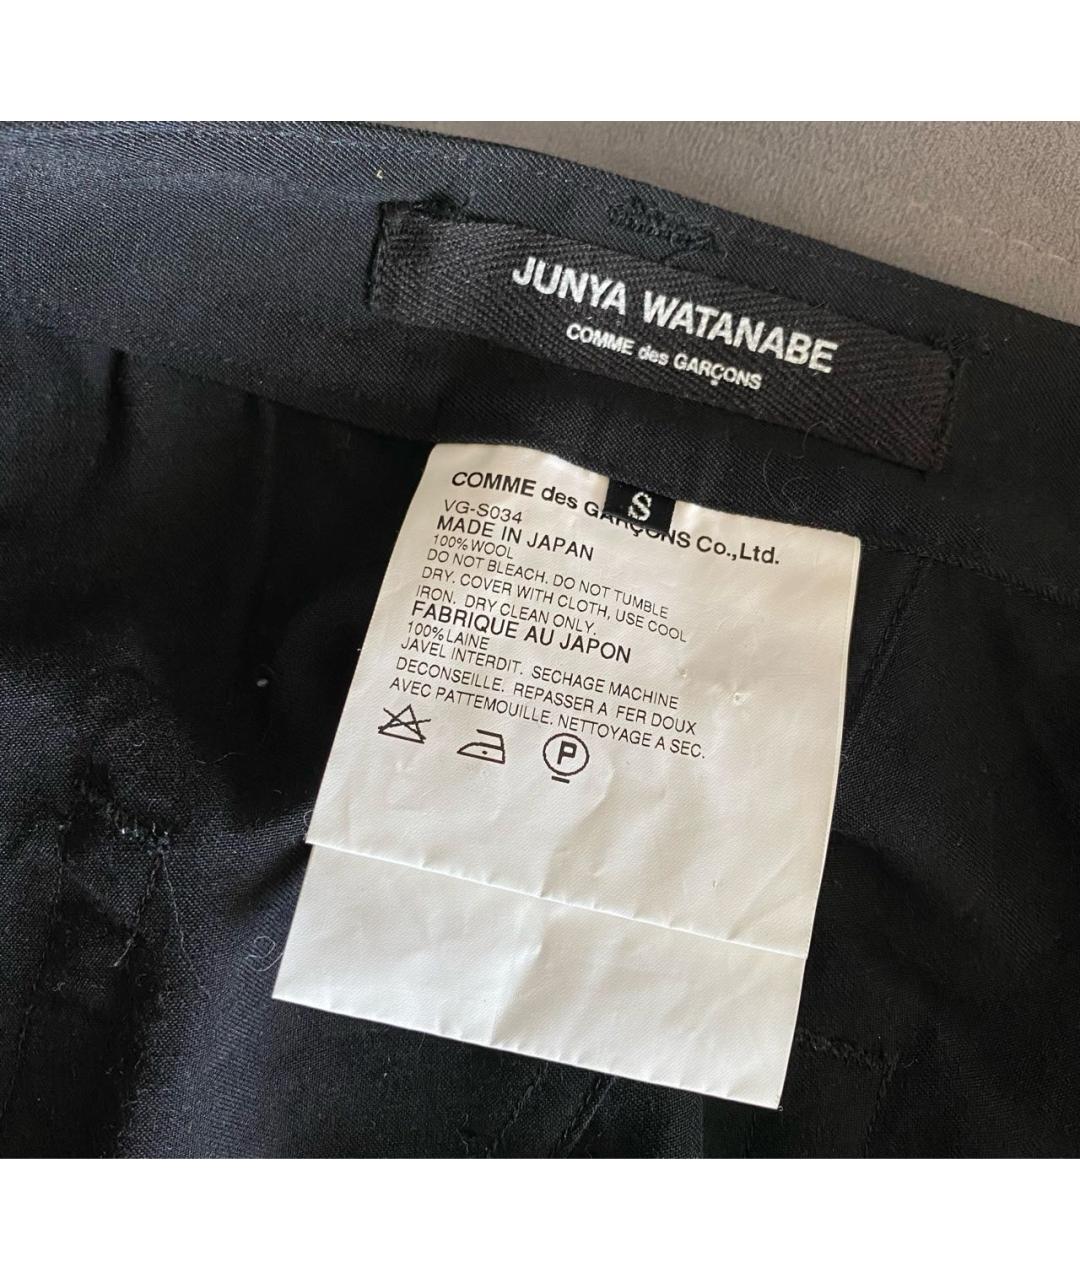 JUNYA WATANABE
COMME des GARÇONS
S
COMME des GARÇONS Co.,Ltd.
VG-S034
MADE IN JAPAN
100% WOOL
DO NOT BLEACH. DO NOT TUMBLE
DRY. COVER WITH CLOTH, USE COOL
IRON. DRY CLEAN ONLY.
FABRIQUE AU JAPON
100% LAINE
JAVEL INTERDIT. SECHAGE MACHINE
DECONSEILLE. REPASSER A FER DOUX
AVEC PATTEMOUILLE. NETTOYAGE A SEC.
P